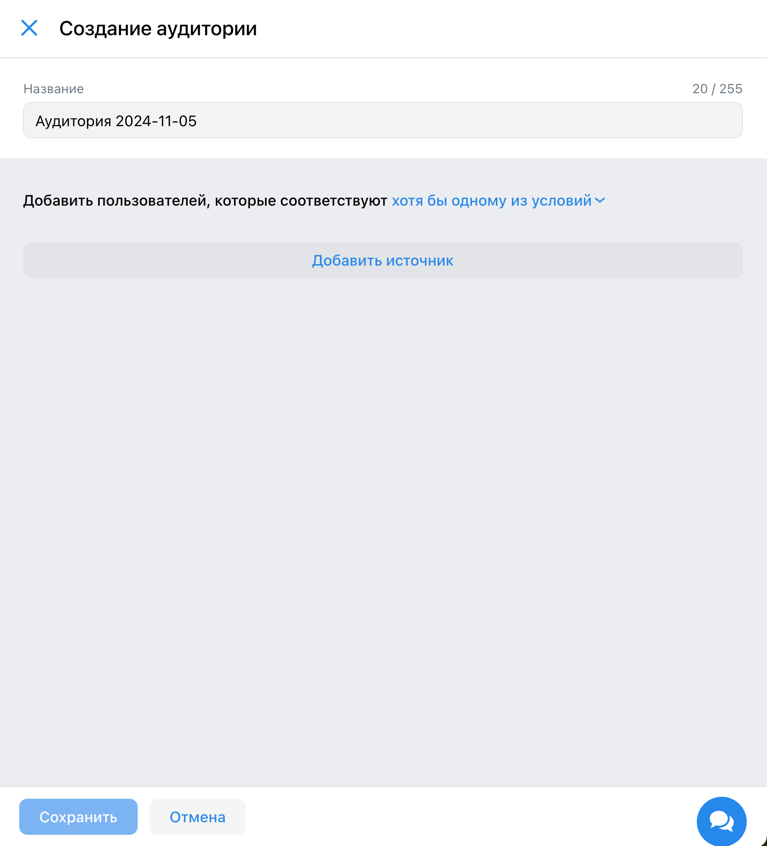 Создание аудитории
Название 20 / 255
Аудитория 2024-11-05
Добавить пользователей, которые соответствуют хотя бы одному из условий
Добавить источник
Сохранить Отмена